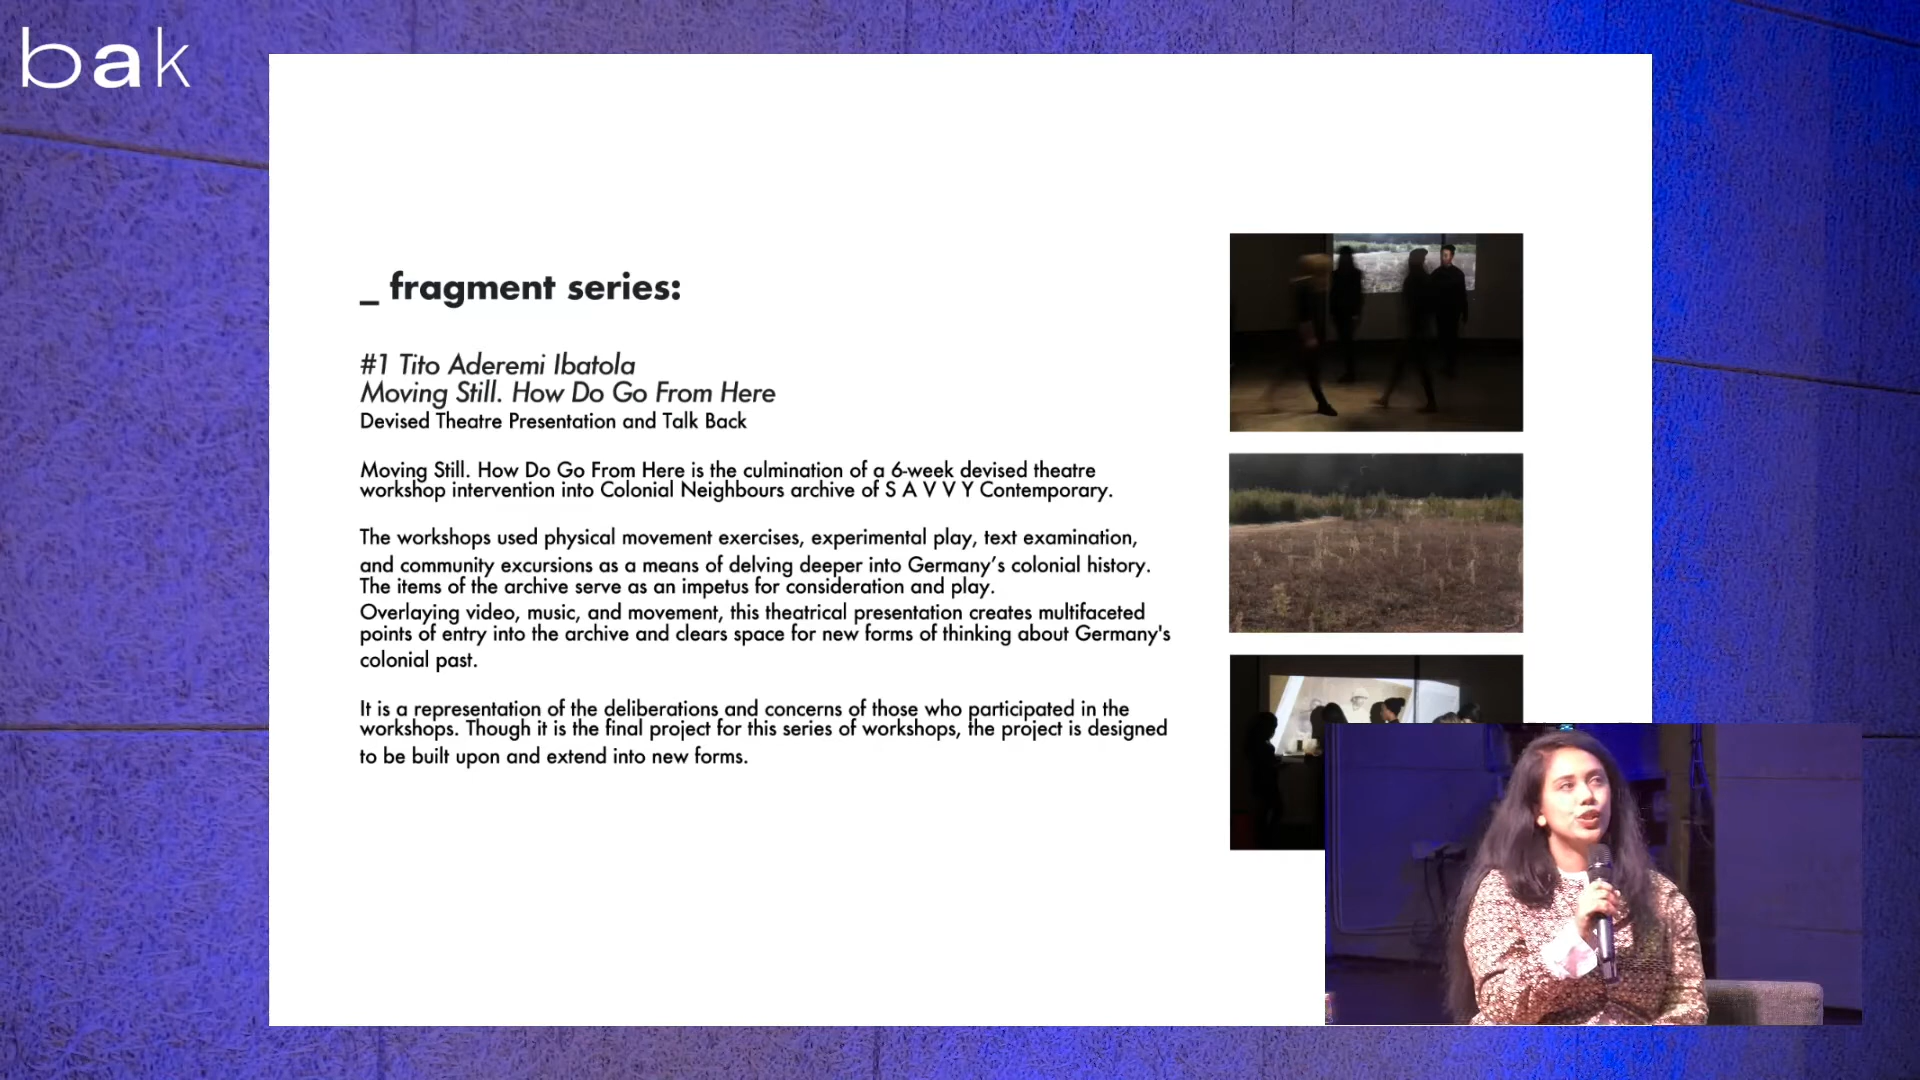 bak
_ fragment series:
#1 Tito Aderemi Ibatola
Moving Still. How Do Go From Here
Devised Theatre Presentation and Talk Back
Moving Still. How Do Go From Here is the culmination of a 6-week devised theatre
workshop intervention into Colonial Neighbours archive of S A V V Y Contemporary.
The workshops used physical movement exercises, experimental play, text examination,
and community excursions as a means of delving deeper into Germany’s colonial history.
The items of the archive serve as an impetus for consideration and play.
Overlaying video, music, and movement, this theatrical presentation creates multifaceted
points of entry into the archive and clears space for new forms of thinking about Germany's
colonial past.
It is a representation of the deliberations and concerns of those who participated in the
workshops. Though it is the final project for this series of workshops, the project is designed
to be built upon and extend into new forms.